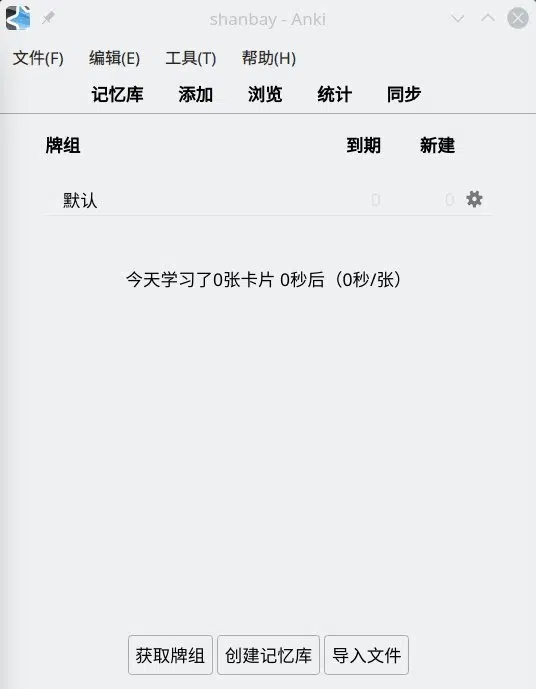 shanbay - Anki
文件(F) 编辑(E) 工具(T) 帮助(H)
记忆库 添加 浏览 统计 同步
牌组 到期 新建
默认 0 0
今天学习了0张卡片 0秒后（0秒/张）
获取牌组 创建记忆库 导入文件